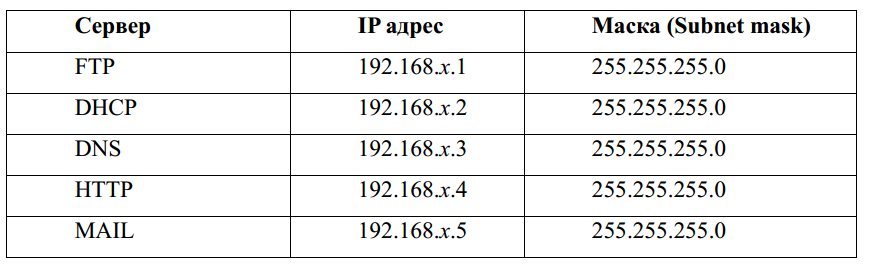 Сервер IP адрес Маска (Subnet mask)
FTP 192.168.x.1 255.255.255.0
DHCP 192.168.x.2 255.255.255.0
DNS 192.168.x.3 255.255.255.0
HTTP 192.168.x.4 255.255.255.0
MAIL 192.168.x.5 255.255.255.0